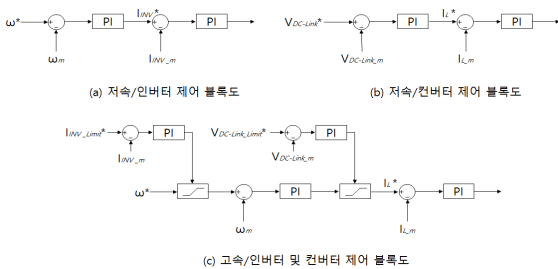 ω* + − PI I_INV* + − PI
ω_m I_INV_m
(a) 저속/인버터 제어 블록도
V_DC-Link* + − PI I_L* + − PI
V_DC-Link_m I_L_m
(b) 저속/컨버터 제어 블록도
I_INV_Limit* + − PI
I_INV_m
V_DC-Link_Limit* + − PI
V_DC-Link_m
ω* + − PI I_L* + − PI
ω_m I_L_m
(c) 고속/인버터 및 컨버터 제어 블록도